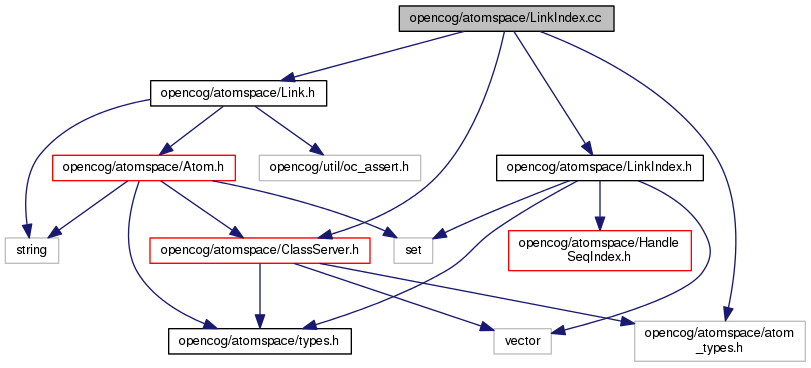 opencog/atomspace/LinkIndex.cc
opencog/atomspace/Link.h
opencog/atomspace/Atom.h
opencog/util/oc_assert.h
opencog/atomspace/LinkIndex.h
string
opencog/atomspace/ClassServer.h
set
opencog/atomspace/Handle
SeqIndex.h
opencog/atomspace/types.h
vector
opencog/atomspace/atom
_types.h